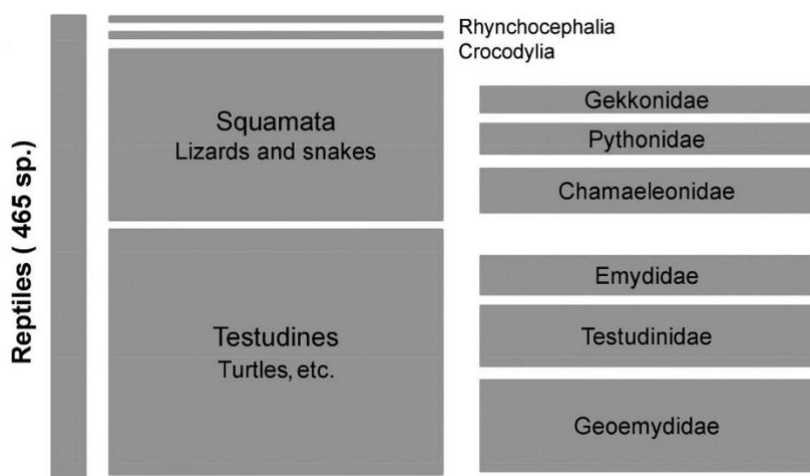 Reptiles ( 465 sp.)
Rhynchocephalia
Crocodylia
Squamata
Lizards and snakes
Testudines
Turtles, etc.
Gekkonidae
Pythonidae
Chamaeleonidae
Emydidae
Testudinidae
Geoemydidae